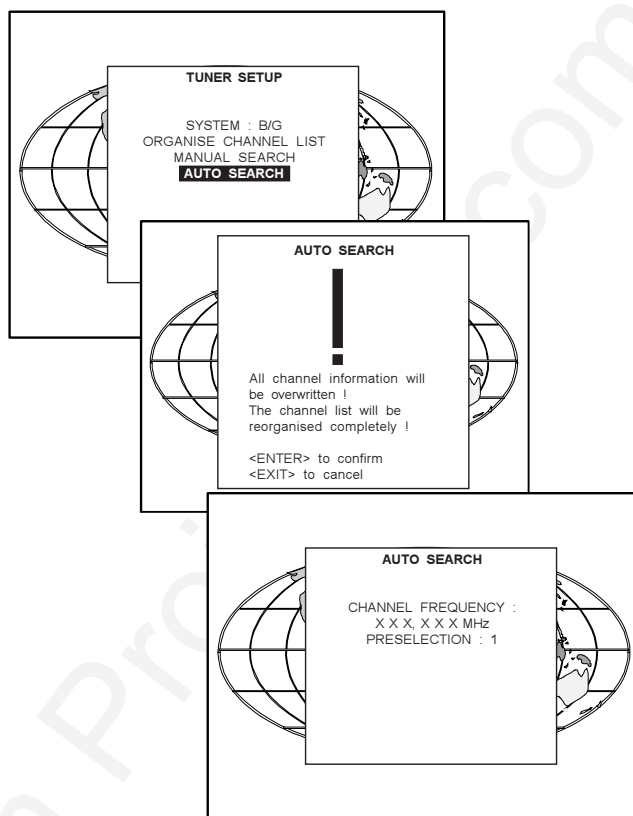 TUNER SETUP
SYSTEM : B/G
ORGANISE CHANNEL LIST
MANUAL SEARCH
AUTO SEARCH
AUTO SEARCH
!
All channel information will
be overwritten !
The channel list will be
reorganised completely !
<ENTER> to confirm
<EXIT> to cancel
AUTO SEARCH
CHANNEL FREQUENCY :
X X X, X X X MHz
PRESELECTION : 1